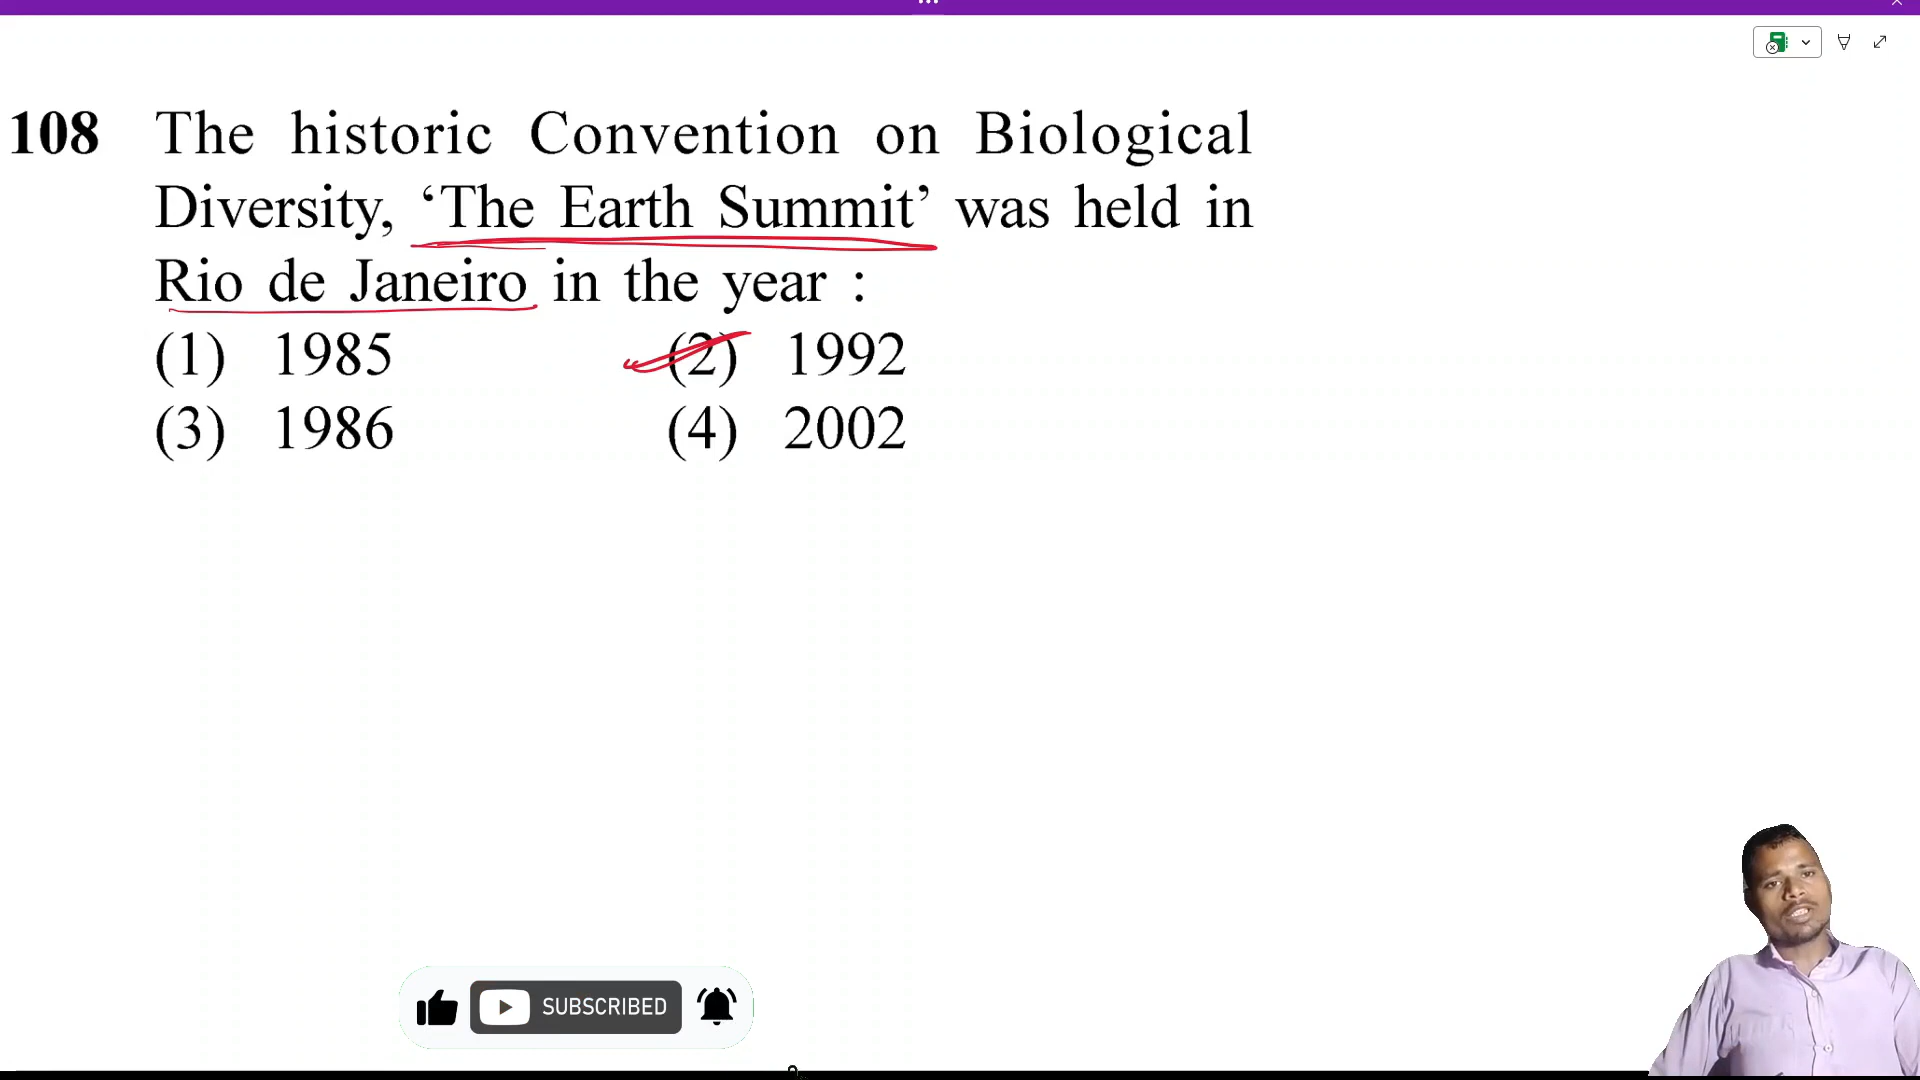 108 The historic Convention on Biological
Diversity, ‘The Earth Summit’ was held in
Rio de Janeiro in the year :
(1) 1985 (2) 1992
(3) 1986 (4) 2002
SUBSCRIBED